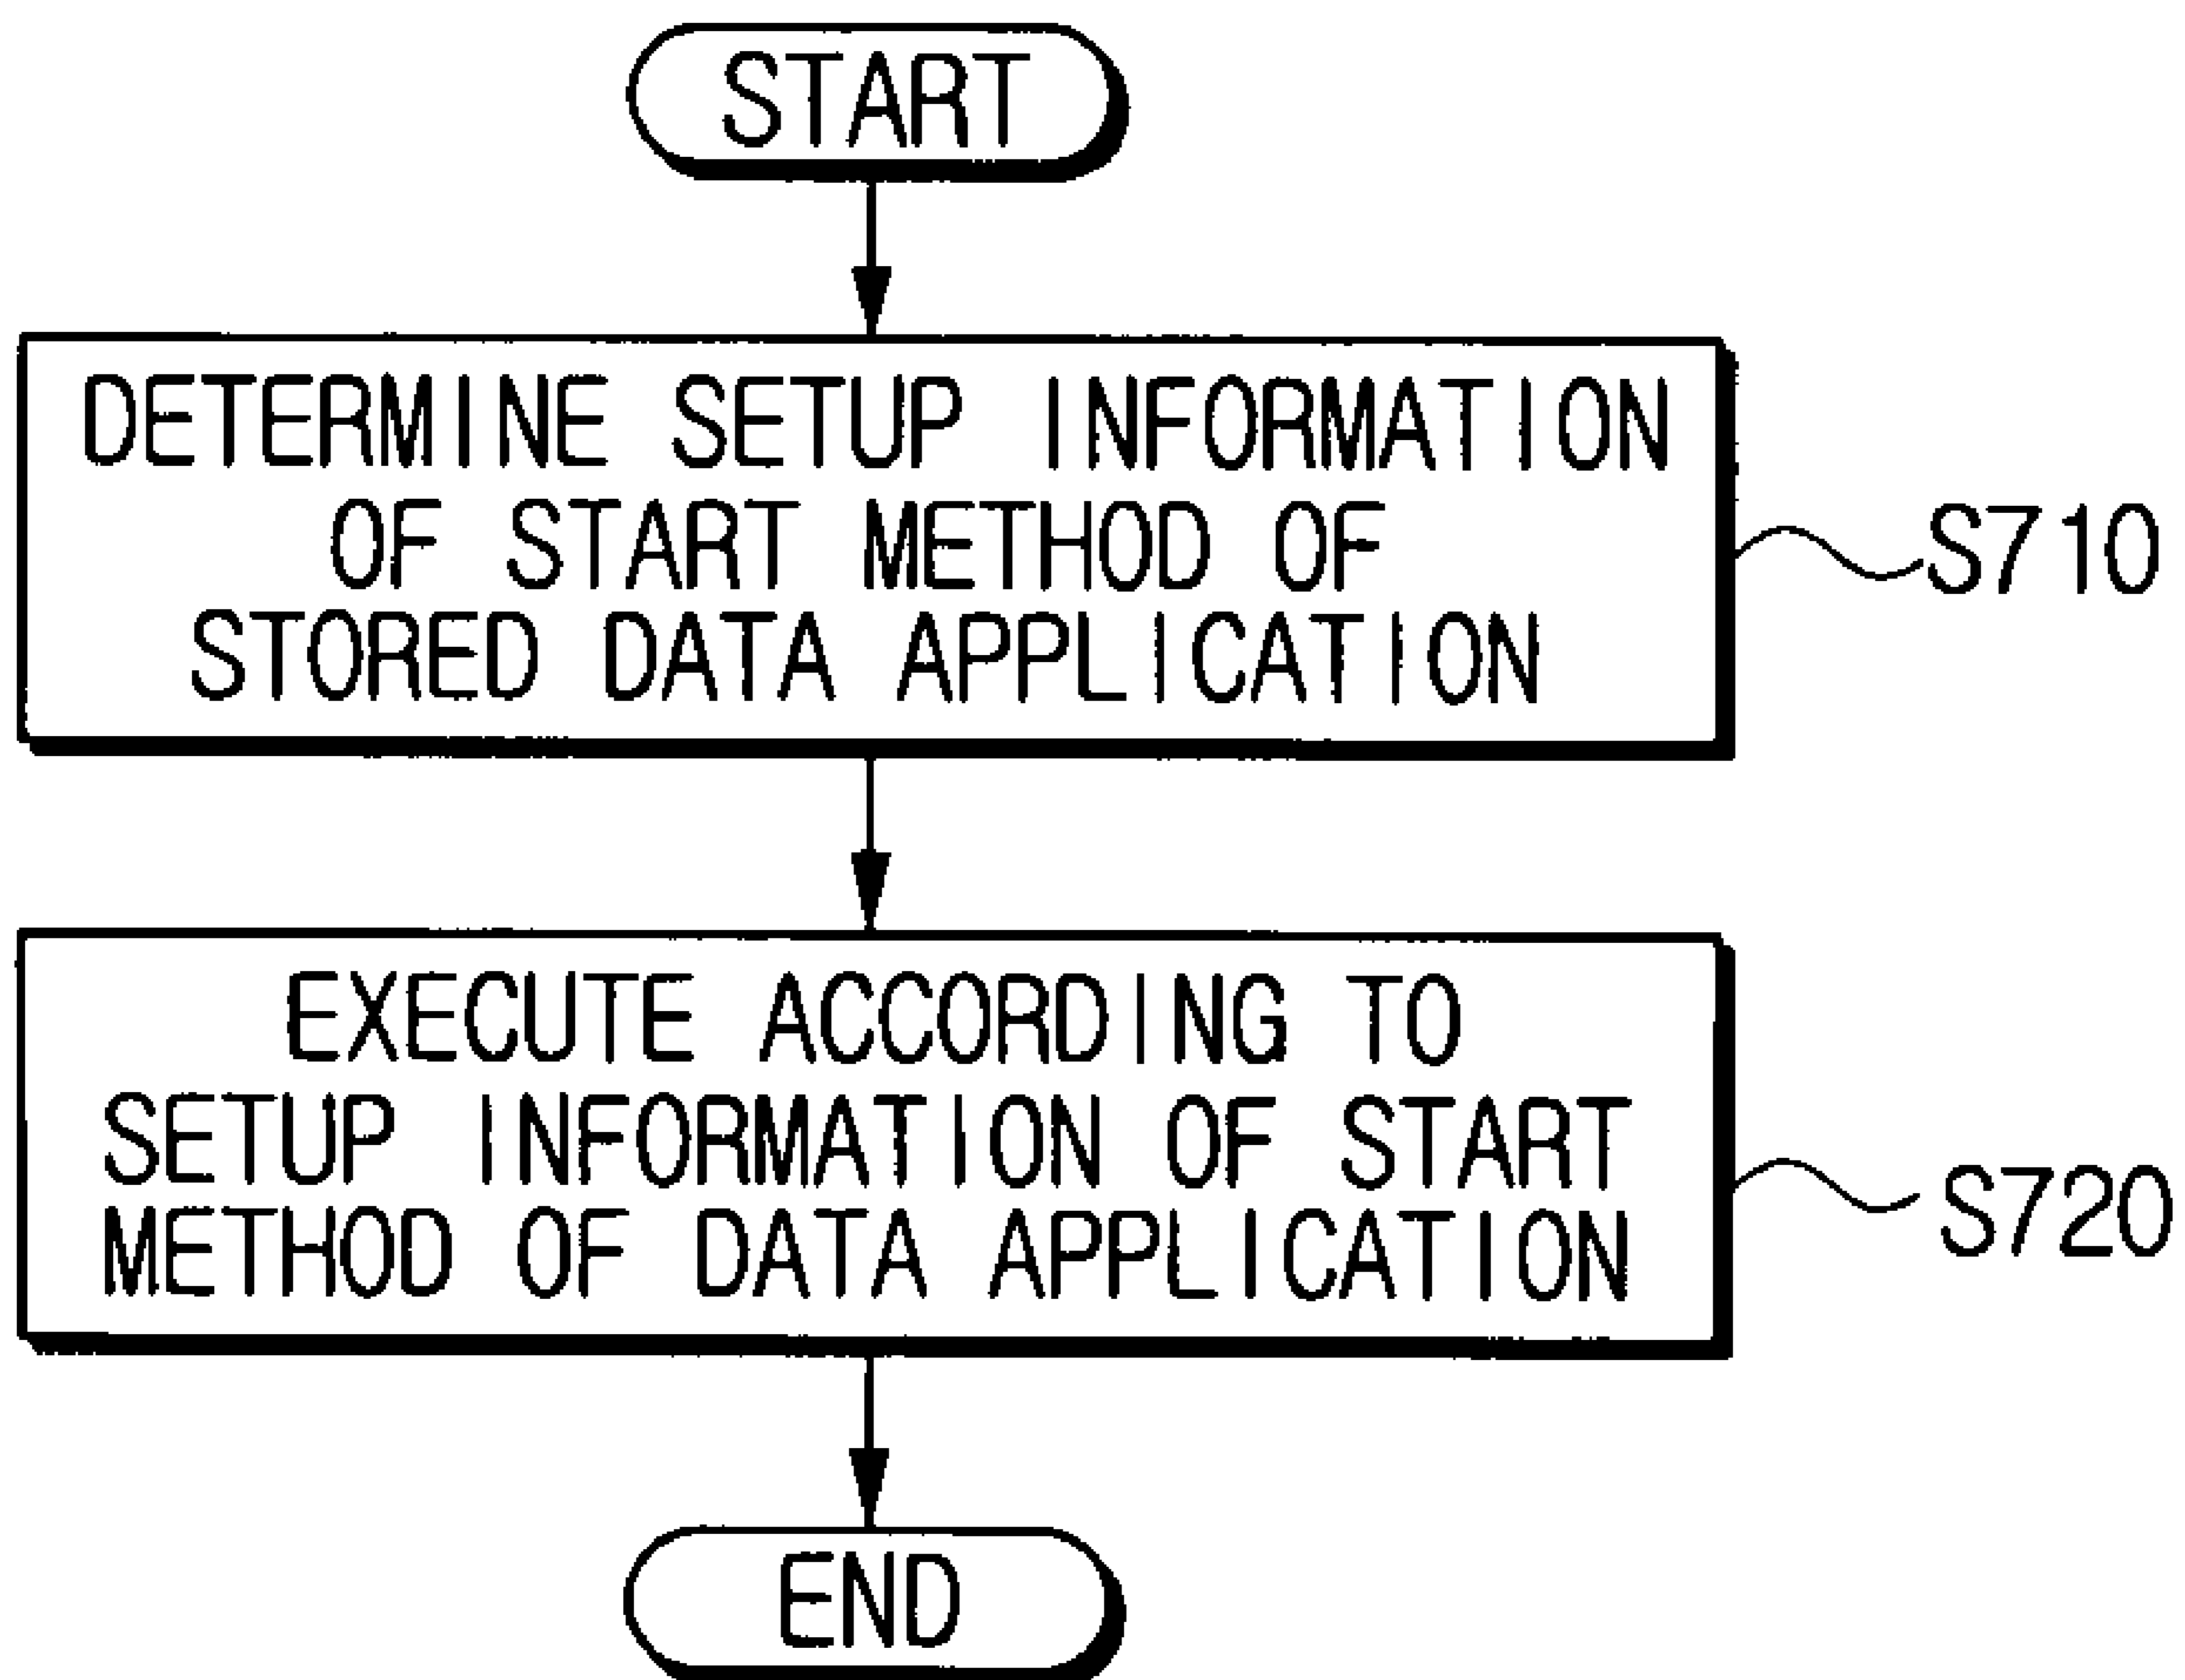 START
DETERMINE SETUP INFORMATION
OF START METHOD OF
STORED DATA APPLICATION
S710
EXECUTE ACCORDING TO
SETUP INFORMATION OF START
METHOD OF DATA APPLICATION
S720
END